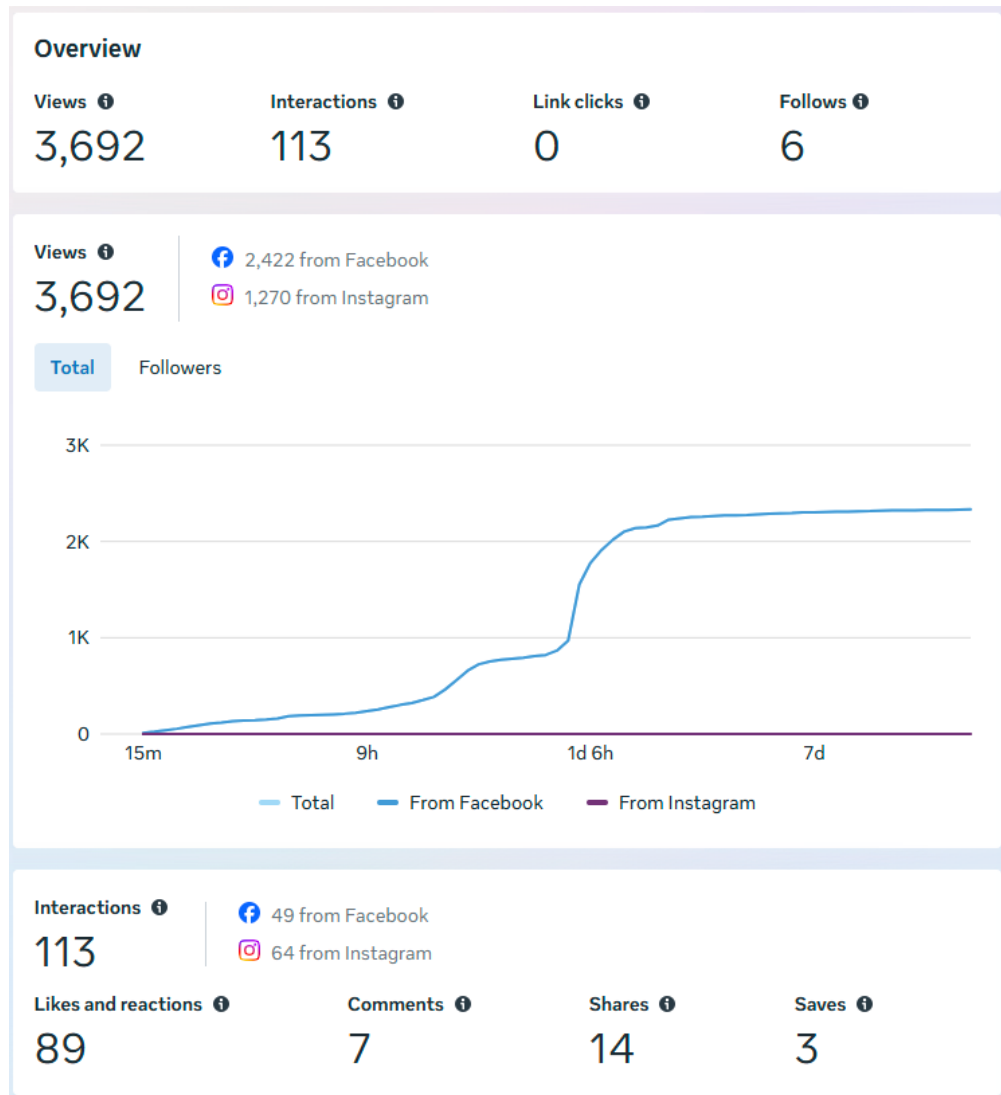 Overview
Views Interactions Link clicks Follows
3,692 113 0 6
Views
3,692
2,422 from Facebook
1,270 from Instagram
Total Followers
3K
2K
1K
0
15m 9h 1d 6h 7d
Total From Facebook From Instagram
Interactions
113
49 from Facebook
64 from Instagram
Likes and reactions Comments Shares Saves
89 7 14 3